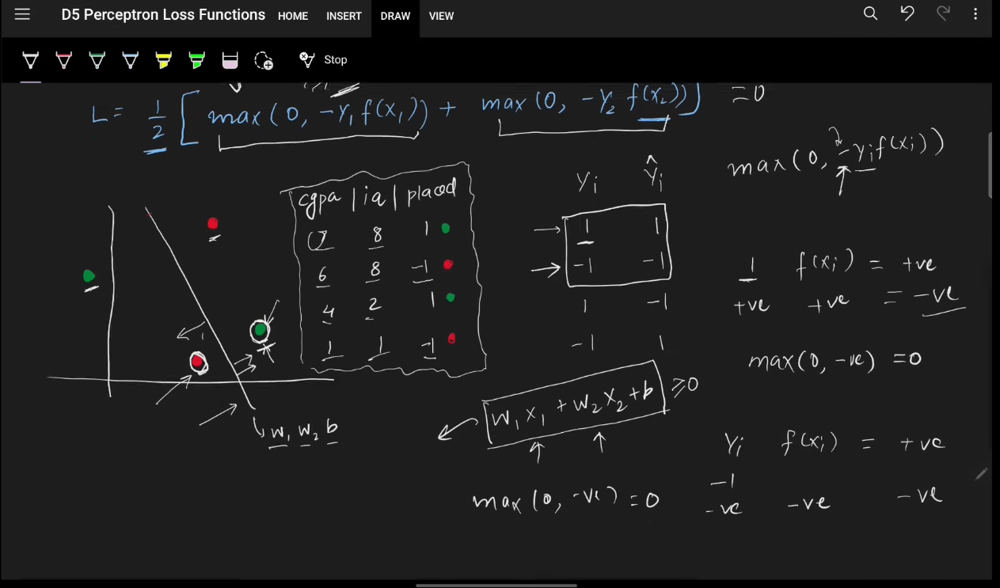 D5 Perceptron Loss Functions HOME INSERT DRAW VIEW
Stop
L = 1/2 [ max(0, -Y₁ f(X₁)) + max(0, -Y₂ f(X₂)) ] = 0
max(0, -Yᵢ f(Xᵢ))
cgpa | iq | placed
7 8 1
6 8 -1
4 2 1
1 1 -1
Yᵢ Ŷᵢ
1 1
-1 -1
1 -1
-1 1
1 f(Xᵢ) = +ve
+ve +ve = -ve
max(0, -ve) = 0
W₁X₁ + W₂X₂ + b ≥ 0
W₁ W₂ b
Yᵢ f(Xᵢ) = +ve
-1
-ve -ve -ve
max(0, -ve) = 0